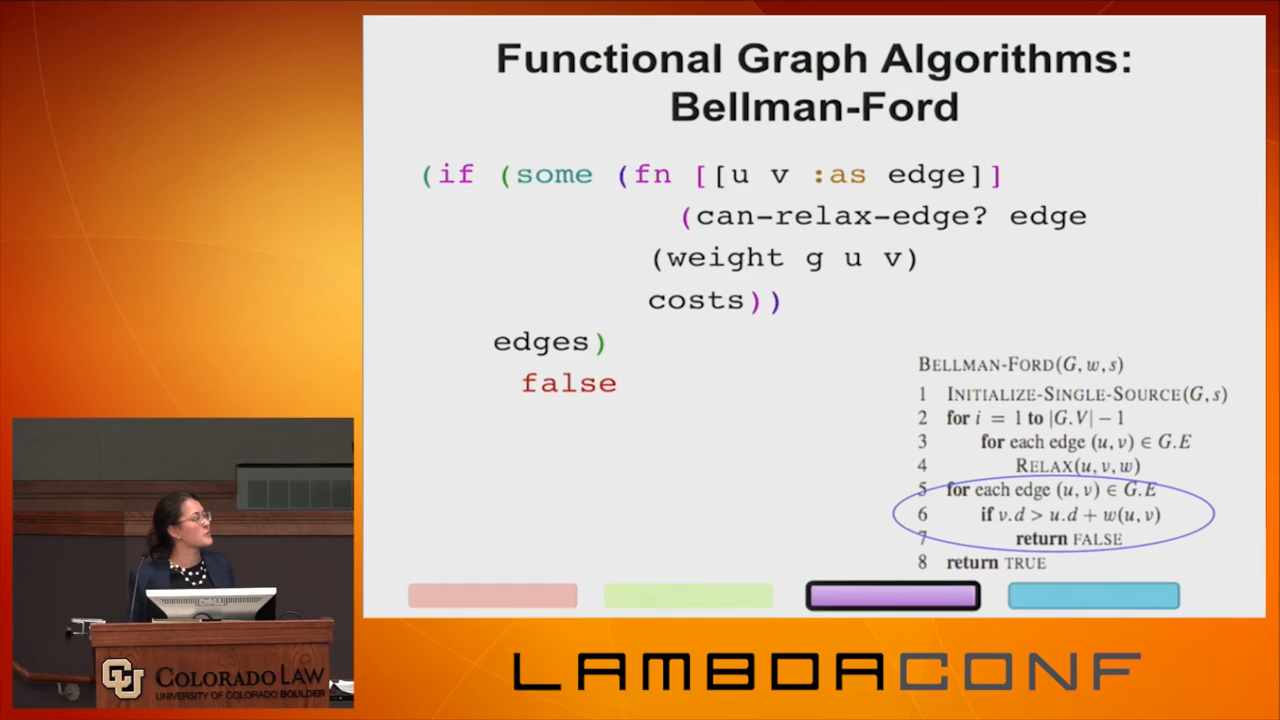 Functional Graph Algorithms:
Bellman-Ford
(if (some (fn [[u v :as edge]]
(can-relax-edge? edge
(weight g u v)
costs))
edges)
false
BELLMAN-FORD(G, w, s)
1 INITIALIZE-SINGLE-SOURCE(G, s)
2 for i = 1 to |G.V| − 1
3 for each edge (u, v) ∈ G.E
4 RELAX(u, v, w)
5 for each edge (u, v) ∈ G.E
6 if v.d > u.d + w(u, v)
7 return FALSE
8 return TRUE
CU COLORADO LAW
UNIVERSITY OF COLORADO BOULDER
LAMBDACONF